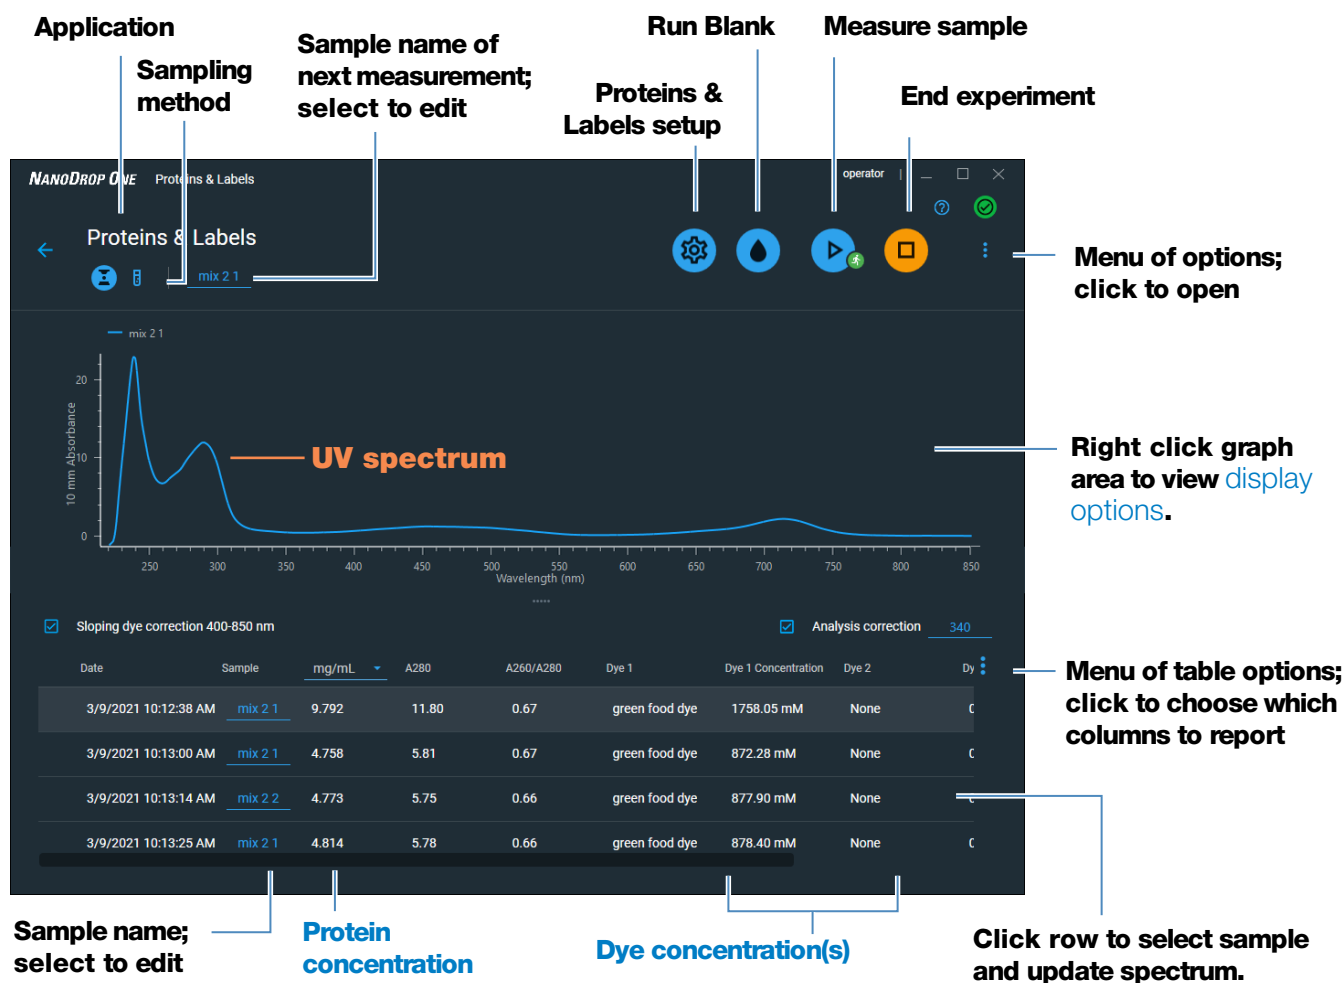 Application
Sampling
method
Sample name of
next measurement;
select to edit
Run Blank
Measure sample
Proteins &
Labels setup
End experiment
NANODROP ONE Proteins & Labels
operator
Proteins & Labels
mix 2 1
Menu of options;
click to open
mix 2 1
20
10
0
10 mm Absorbance
UV spectrum
250 300 350 400 450 500 550 600 650 700 750 800 850
Wavelength (nm)
Right click graph
area to view display
options.
Sloping dye correction 400-850 nm
Analysis correction 340
Date Sample mg/mL A280 A260/A280 Dye 1 Dye 1 Concentration Dye 2 Dy
3/9/2021 10:12:38 AM mix 2 1 9.792 11.80 0.67 green food dye 1758.05 mM None
3/9/2021 10:13:00 AM mix 2 1 4.758 5.81 0.67 green food dye 872.28 mM None
3/9/2021 10:13:14 AM mix 2 2 4.773 5.75 0.66 green food dye 877.90 mM None
3/9/2021 10:13:25 AM mix 2 1 4.814 5.78 0.66 green food dye 878.40 mM None
Menu of table options;
click to choose which
columns to report
Sample name;
select to edit
Protein
concentration
Dye concentration(s)
Click row to select sample
and update spectrum.